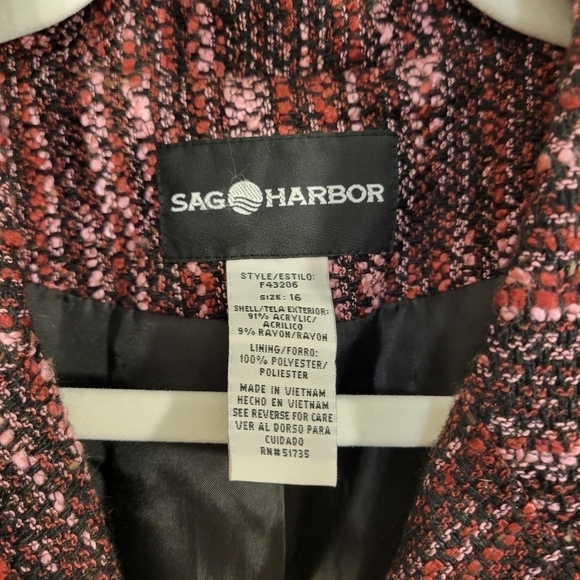 SAG HARBOR
STYLE/ESTILO:
F43206
SIZE: 16
SHELL/TELA EXTERIOR:
91% ACRYLIC/
ACRILICO
9% RAYON/RAYON
LINING/FORRO:
100% POLYESTER/
POLIESTER
MADE IN VIETNAM
HECHO EN VIETNAM
SEE REVERSE FOR CARE
VER AL DORSO PARA
CUIDADO
RN#51735